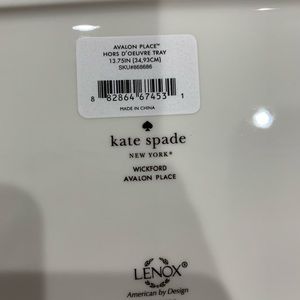 AVALON PLACE™
HORS D'OEUVRE TRAY
13.75IN (34,93CM)
SKU#868686
8 82864 67453 1
MADE IN CHINA
kate spade
NEW YORK®
WICKFORD
AVALON PLACE
LENOX®
American by Design